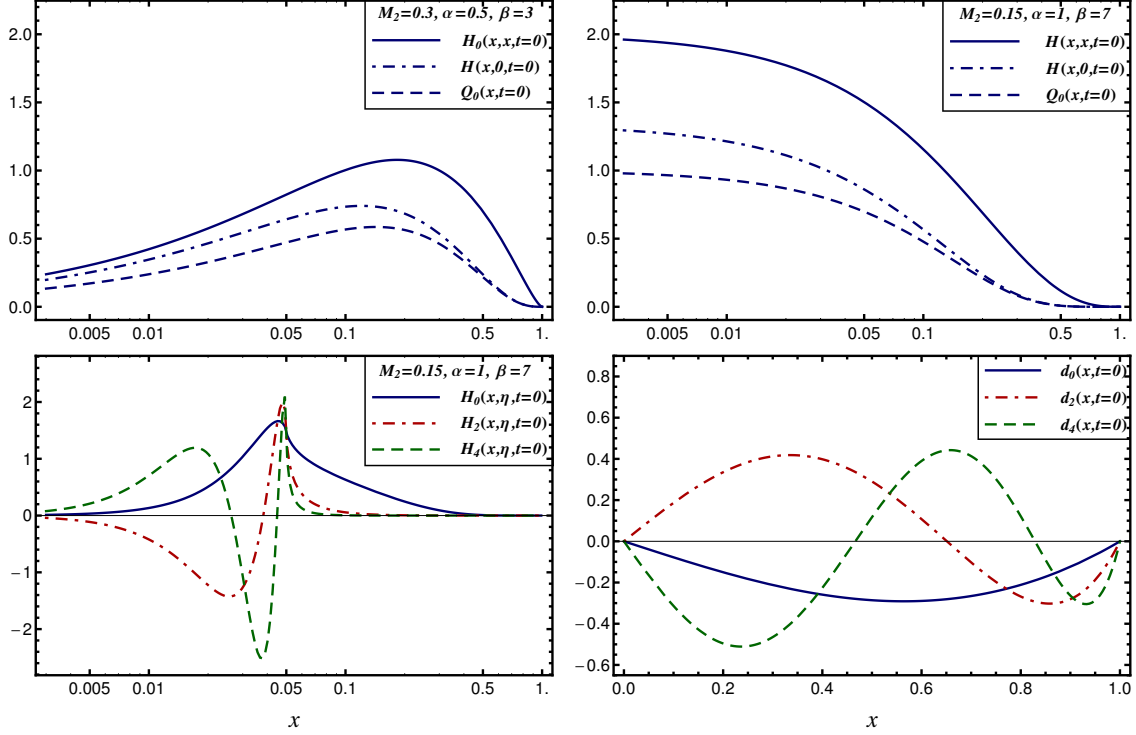 M₂=0.3, α=0.5, β=3
H₀(x,x,t=0)
H(x,0,t=0)
Q₀(x,t=0)
2.0
1.5
1.0
0.5
0.0
0.005 0.01 0.05 0.1 0.5 1.
M₂=0.15, α=1, β=7
H(x,x,t=0)
H(x,0,t=0)
Q₀(x,t=0)
2.0
1.5
1.0
0.5
0.0
0.005 0.01 0.05 0.1 0.5 1.
M₂=0.15, α=1, β=7
H₀(x,η,t=0)
H₂(x,η,t=0)
H₄(x,η,t=0)
2
1
0
−1
−2
0.005 0.01 0.05 0.1 0.5 1.
x
d₀(x,t=0)
d₂(x,t=0)
d₄(x,t=0)
0.8
0.6
0.4
0.2
0.0
−0.2
−0.4
−0.6
0.0 0.2 0.4 0.6 0.8 1.0
x